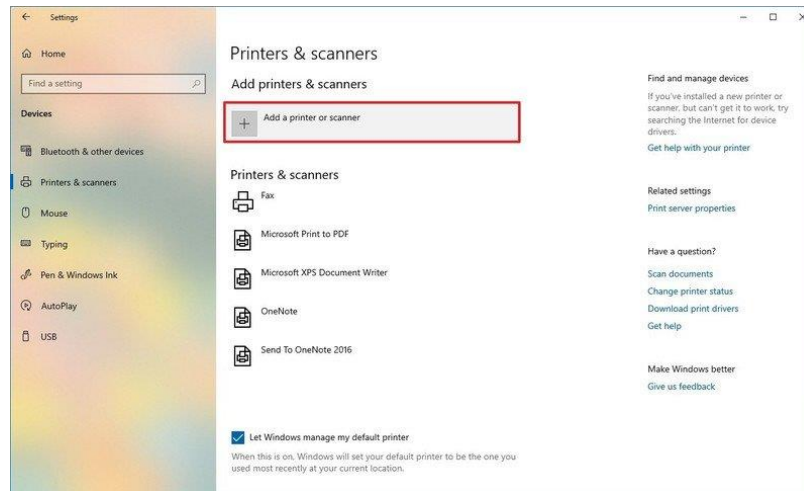 Settings
Home
Find a setting
Devices
Bluetooth & other devices
Printers & scanners
Mouse
Typing
Pen & Windows Ink
AutoPlay
USB
Printers & scanners
Add printers & scanners
Add a printer or scanner
Printers & scanners
Fax
Microsoft Print to PDF
Microsoft XPS Document Writer
OneNote
Send To OneNote 2016
Let Windows manage my default printer
When this is on, Windows will set your default printer to be the one you
used most recently at your current location.
Find and manage devices
If you've installed a new printer or
scanner, but can't get it to work, try
searching the Internet for device
drivers.
Get help with your printer
Related settings
Print server properties
Have a question?
Scan documents
Change printer status
Download print drivers
Get help
Make Windows better
Give us feedback